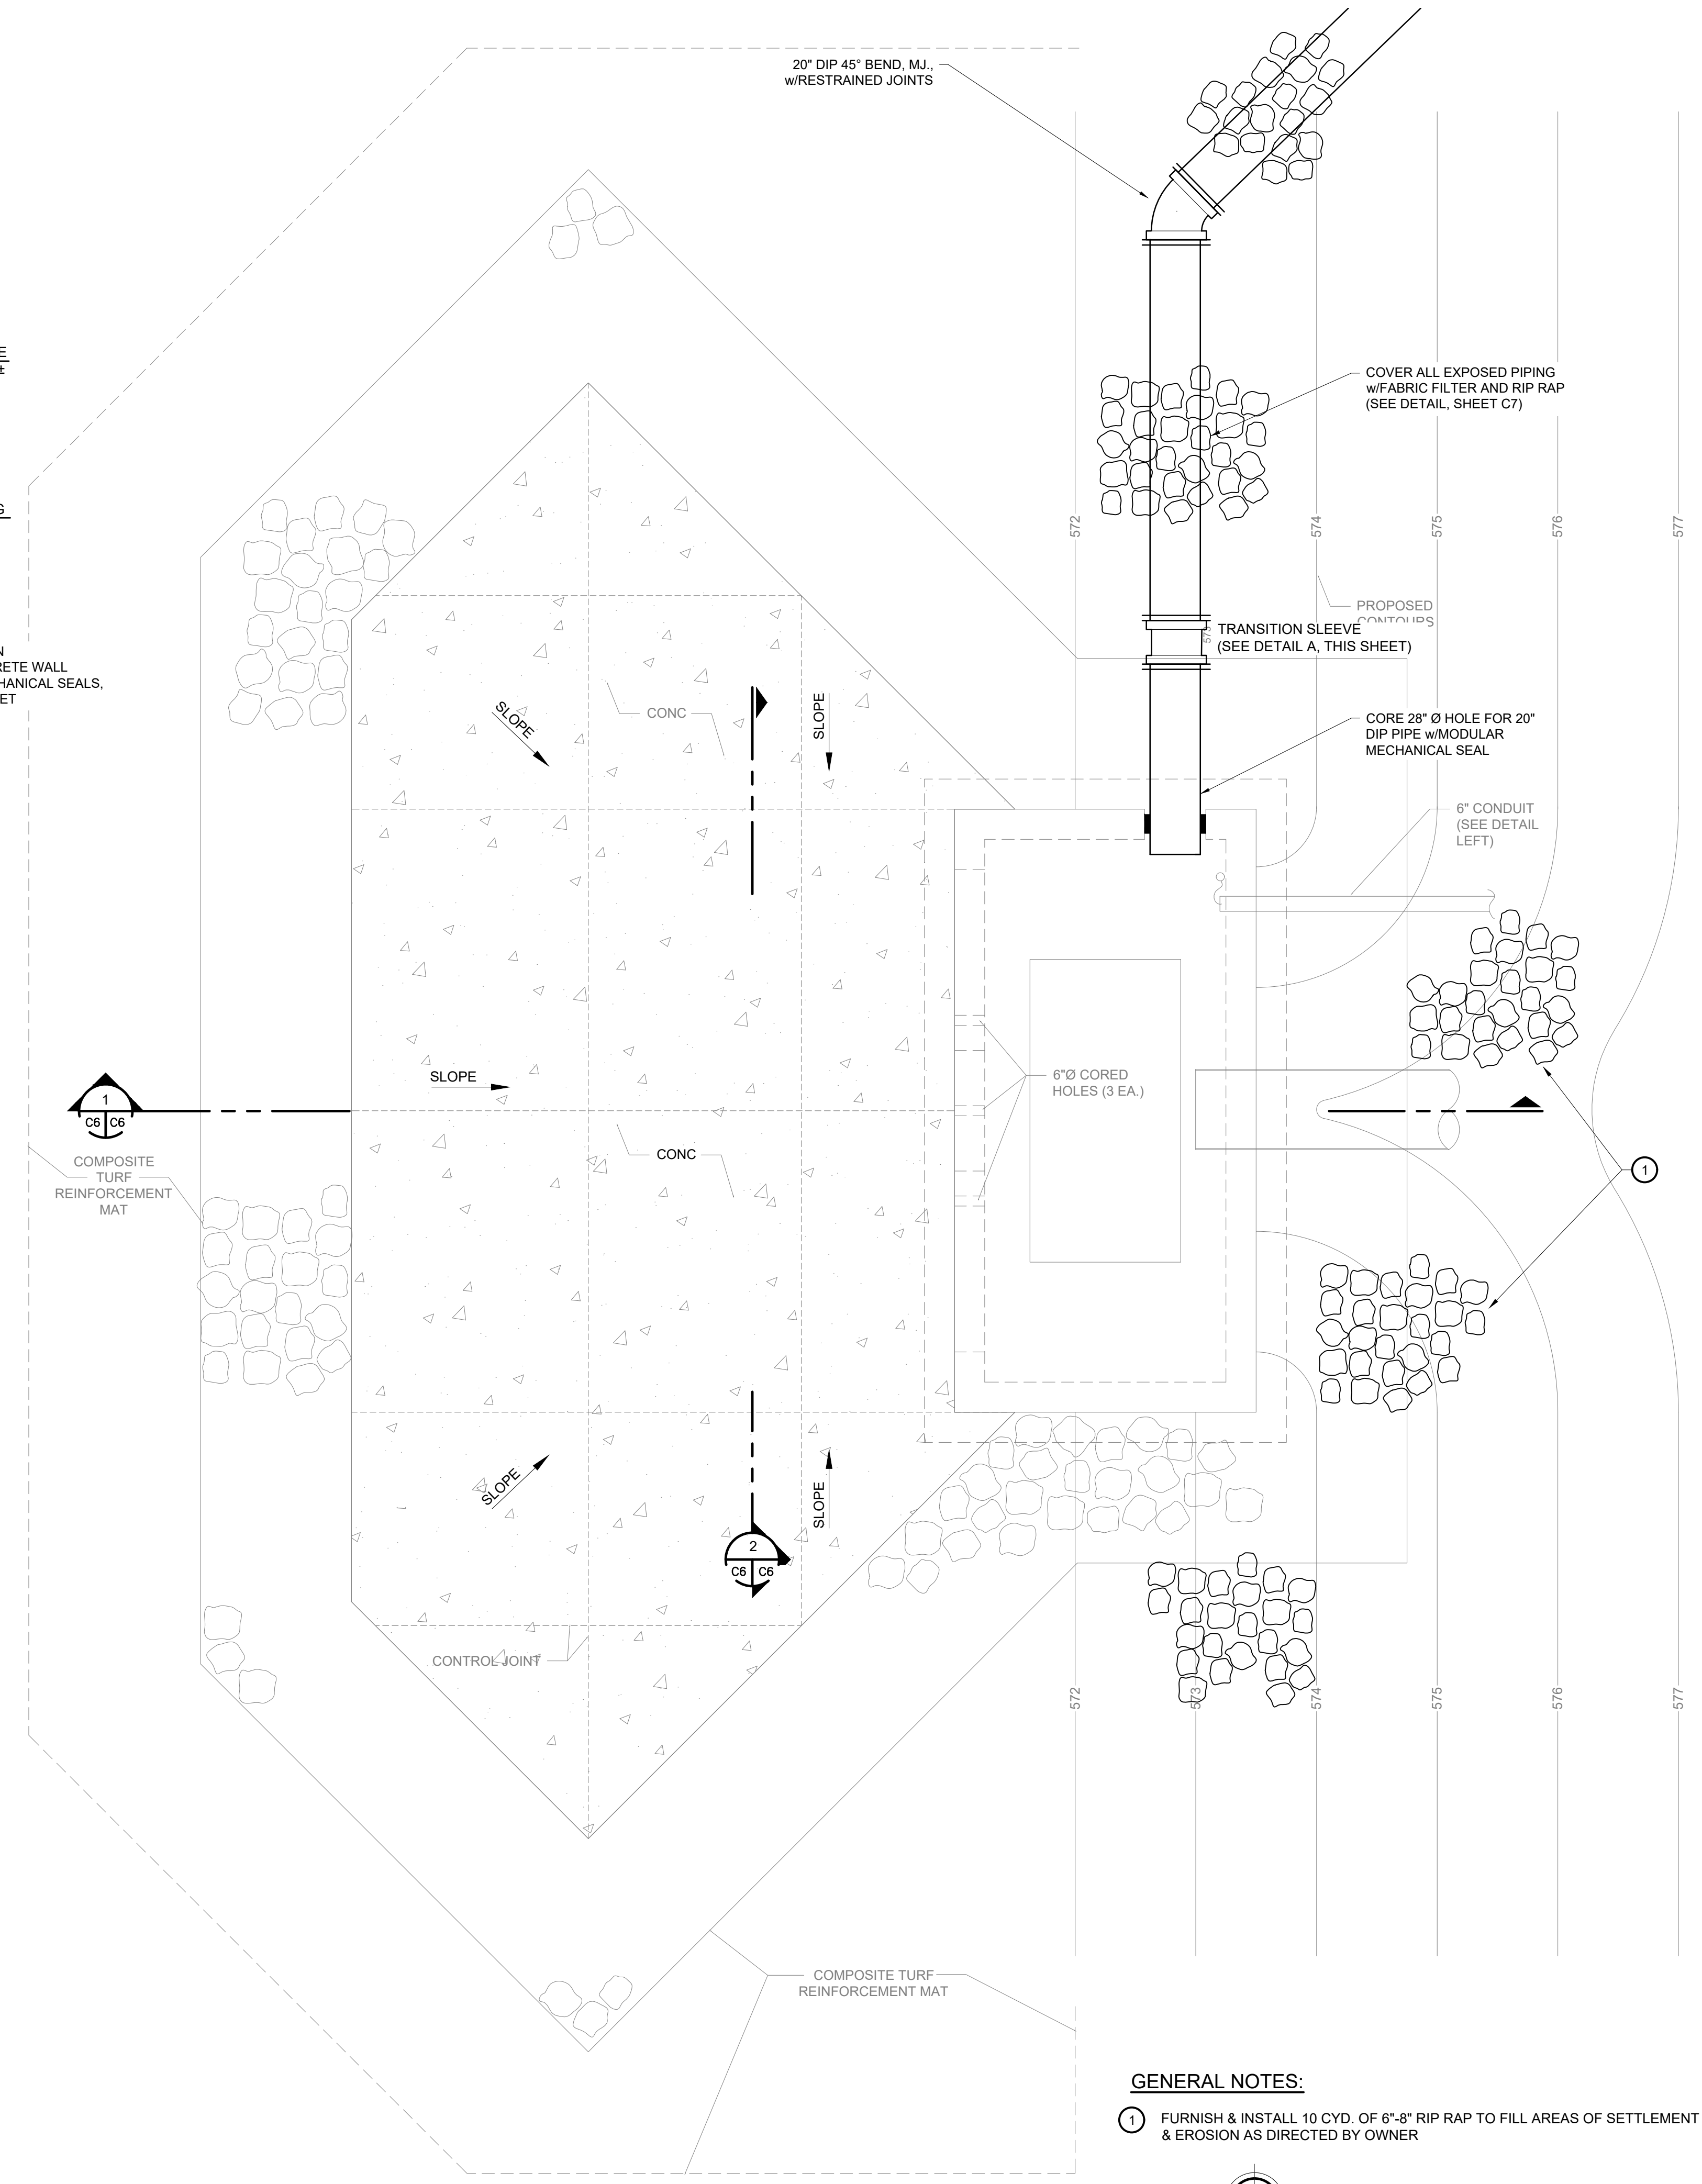 20" DIP 45° BEND, MJ.,
w/RESTRAINED JOINTS
E
±
COVER ALL EXPOSED PIPING
w/FABRIC FILTER AND RIP RAP
(SEE DETAIL, SHEET C7)
G
572
574
575
576
577
PROPOSED
CONTOURS
573
TRANSITION SLEEVE
(SEE DETAIL A, THIS SHEET)
N
RETE WALL
HANICAL SEALS,
ET
SLOPE
CONC
SLOPE
CORE 28" Ø HOLE FOR 20"
DIP PIPE w/MODULAR
MECHANICAL SEAL
6" CONDUIT
(SEE DETAIL
LEFT)
SLOPE
6"Ø CORED
HOLES (3 EA.)
1
C6 C6
CONC
COMPOSITE
TURF
REINFORCEMENT
MAT
1
SLOPE
SLOPE
2
C6 C6
CONTROL JOINT
572
573
574
575
576
577
COMPOSITE TURF
REINFORCEMENT MAT
GENERAL NOTES:
1 FURNISH & INSTALL 10 CYD. OF 6"-8" RIP RAP TO FILL AREAS OF SETTLEMENT
& EROSION AS DIRECTED BY OWNER